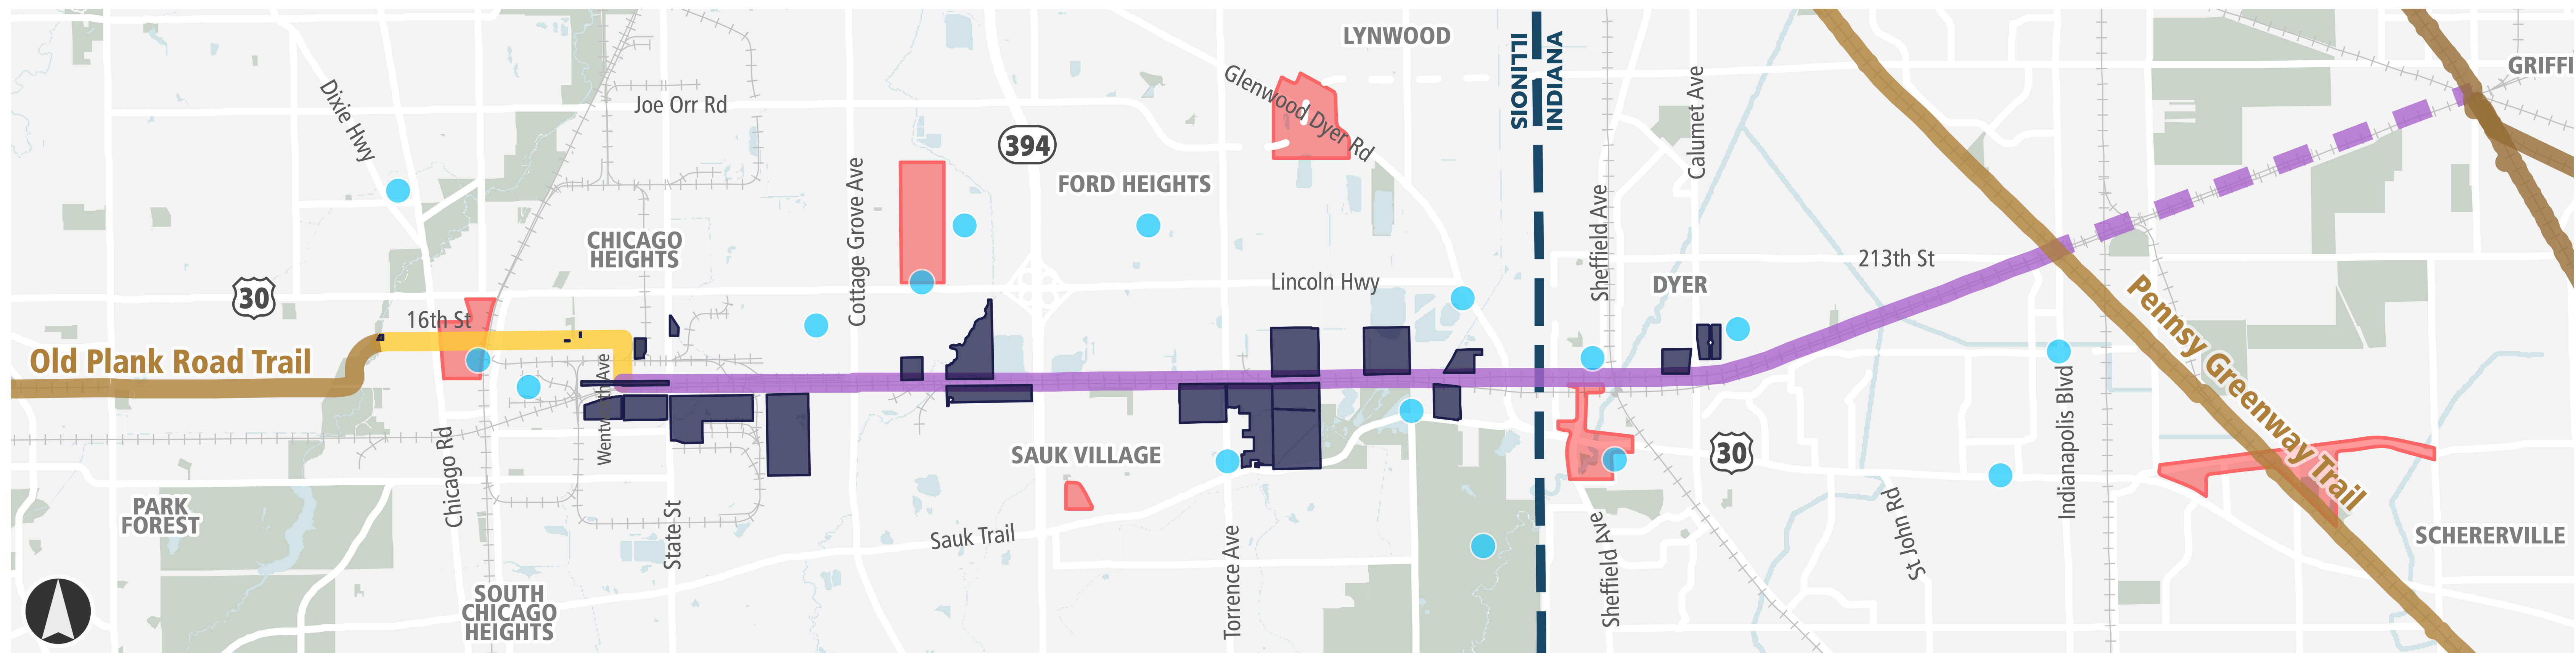 LYNWOOD
ILLINOIS
INDIANA
GRIFFI
Dixie Hwy
Joe Orr Rd
Glenwood Dyer Rd
Calumet Ave
394
FORD HEIGHTS
Cottage Grove Ave
Sheffield Ave
CHICAGO
HEIGHTS
213th St
30
Lincoln Hwy
DYER
16th St
Old Plank Road Trail
Pennsy Greenway Trail
Wentworth Ave
Indianapolis Blvd
Chicago Rd
SAUK VILLAGE
30
PARK
FOREST
State St
Sauk Trail
Torrence Ave
Sheffield Ave
St John Rd
SCHERERVILLE
SOUTH
CHICAGO
HEIGHTS